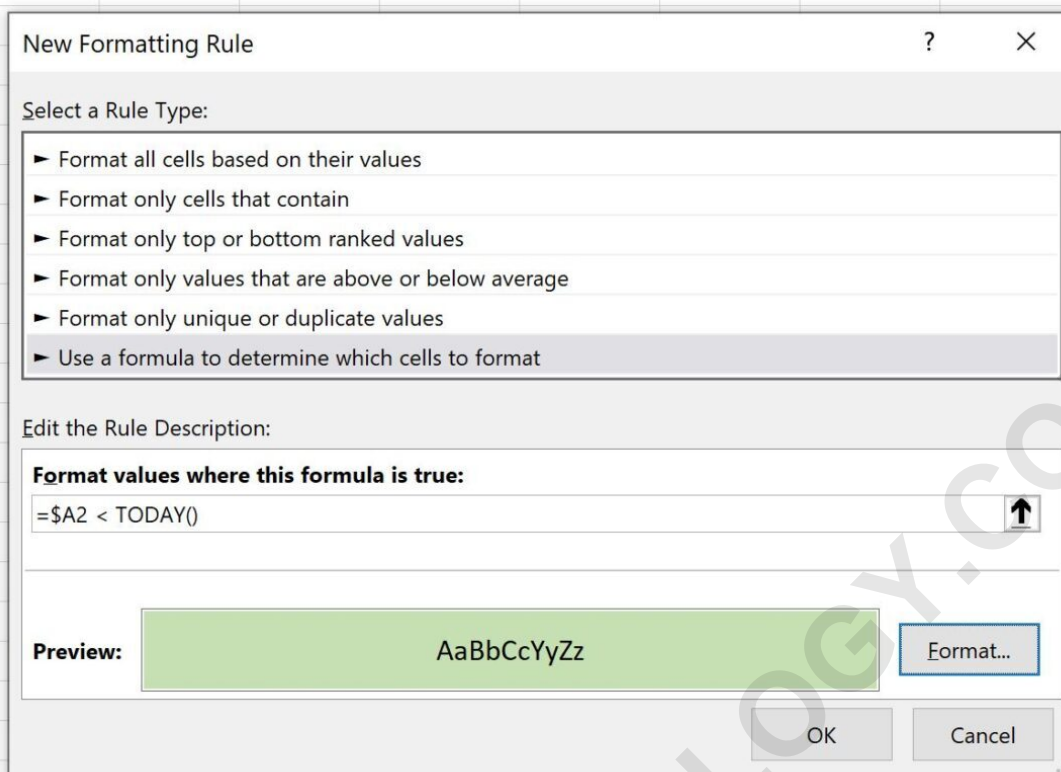 New Formatting Rule ? ×
Select a Rule Type:
► Format all cells based on their values
► Format only cells that contain
► Format only top or bottom ranked values
► Format only values that are above or below average
► Format only unique or duplicate values
► Use a formula to determine which cells to format
Edit the Rule Description:
Format values where this formula is true:
=$A2 < TODAY()
Preview: AaBbCcYyZz Format...
OK Cancel
LOGY.CO